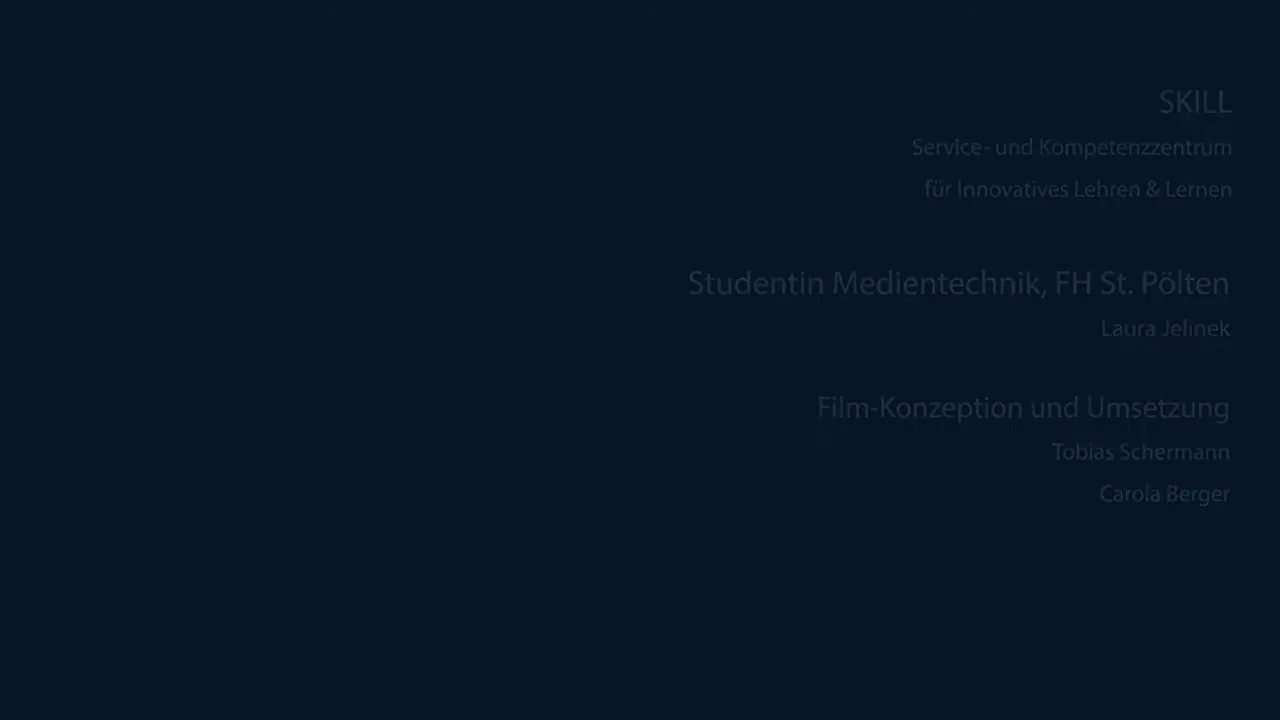 SKILL
Service- und Kompetenzzentrum
für Innovatives Lehren & Lernen
Studentin Medientechnik, FH St. Pölten
Laura Jelinek
Film-Konzeption und Umsetzung
Tobias Schermann
Carola Berger